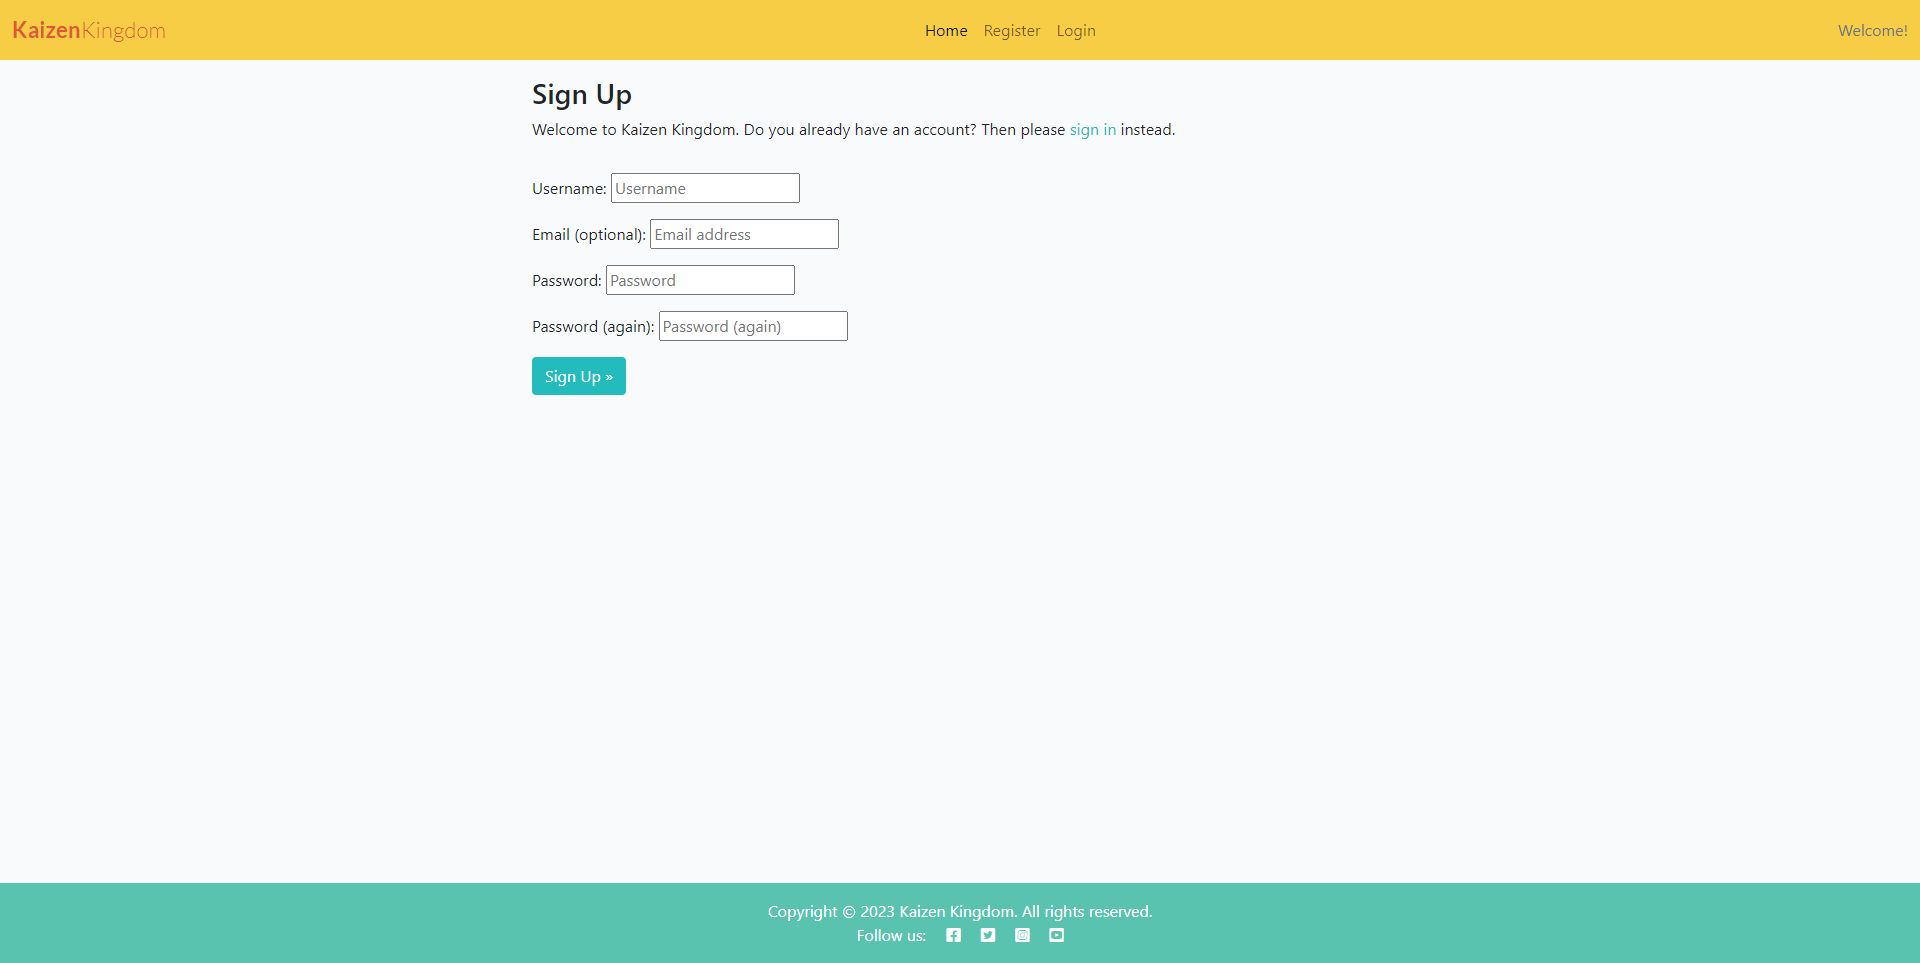 KaizenKingdom
Home Register Login
Welcome!
Sign Up
Welcome to Kaizen Kingdom. Do you already have an account? Then please sign in instead.
Username: Username
Email (optional): Email address
Password: Password
Password (again): Password (again)
Sign Up »
Copyright © 2023 Kaizen Kingdom. All rights reserved.
Follow us: